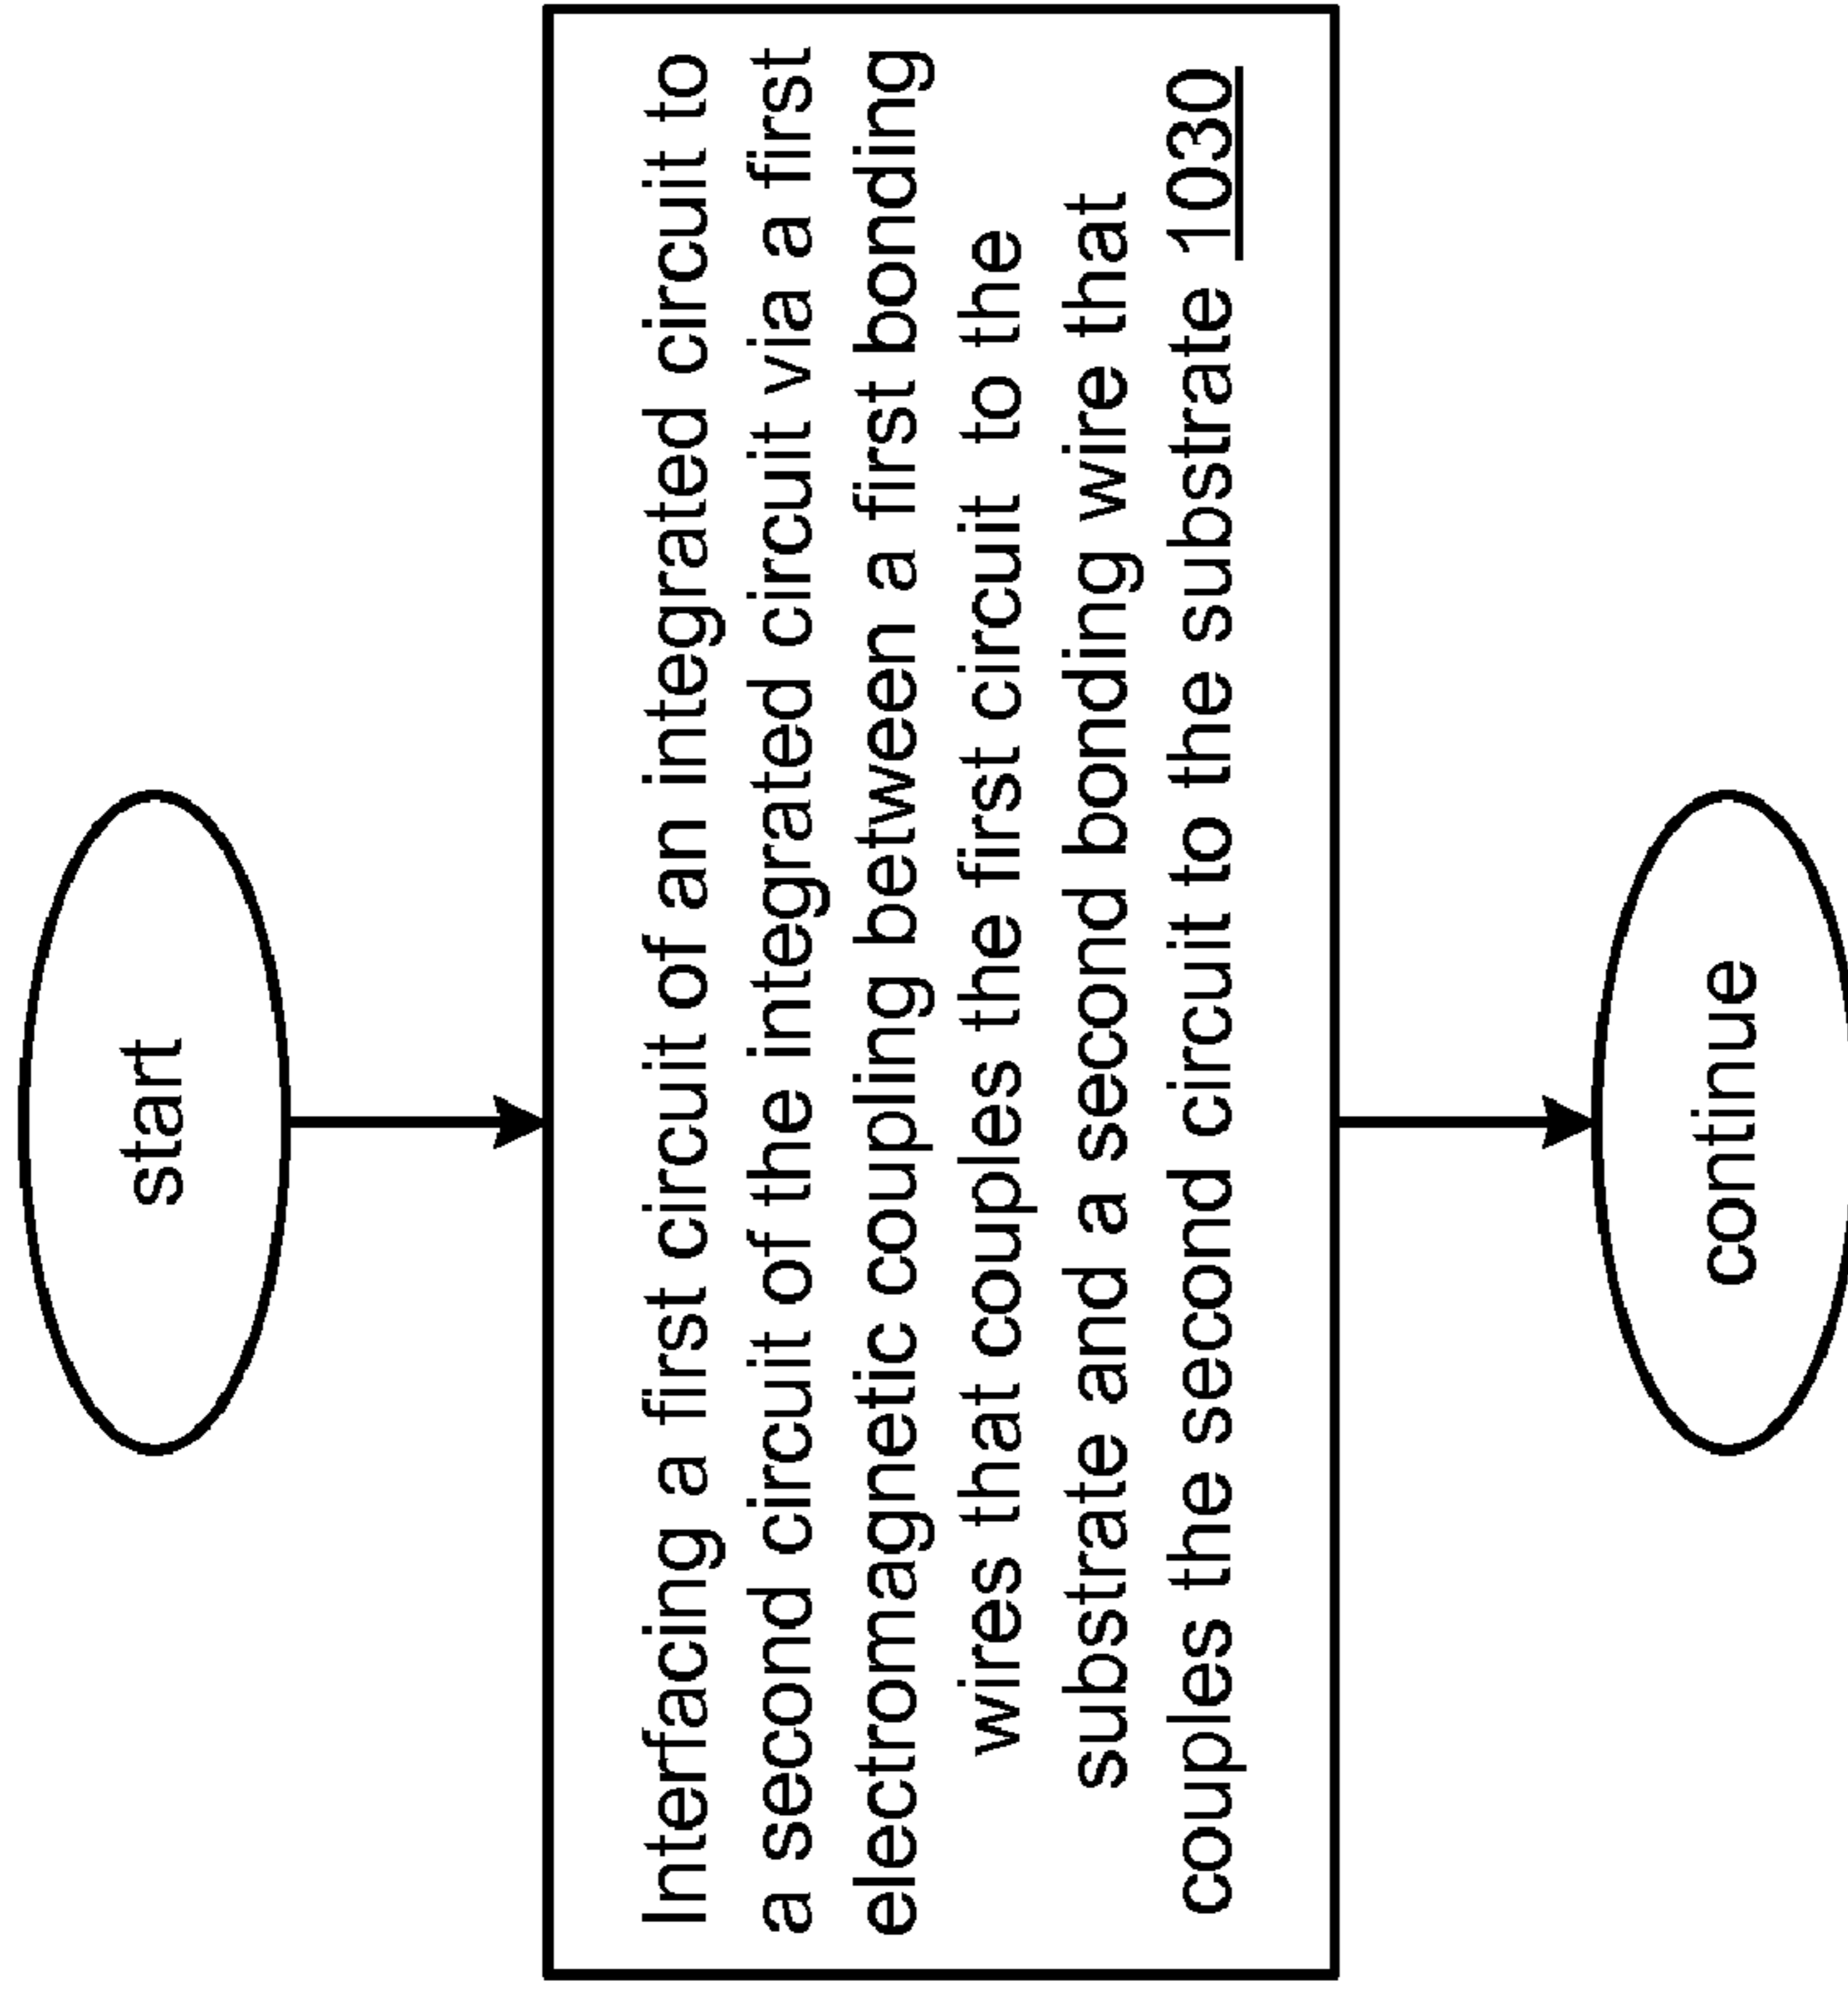 start
Interfacing a first circuit of an integrated circuit to
a second circuit of the integrated circuit via a first
electromagnetic coupling between a first bonding
wires that couples the first circuit to the
substrate and a second bonding wire that
couples the second circuit to the substrate 1030
continue